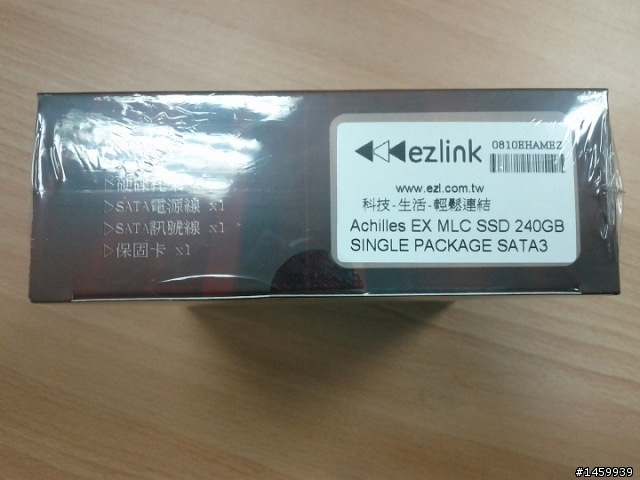 ▷SATA電源線 x1
▷SATA訊號線 x1
▷保固卡 x1
ezlink
0810EHAMEZ
www.ezl.com.tw
科技-生活-輕鬆連結
Achilles EX MLC SSD 240GB
SINGLE PACKAGE SATA3
#1459939